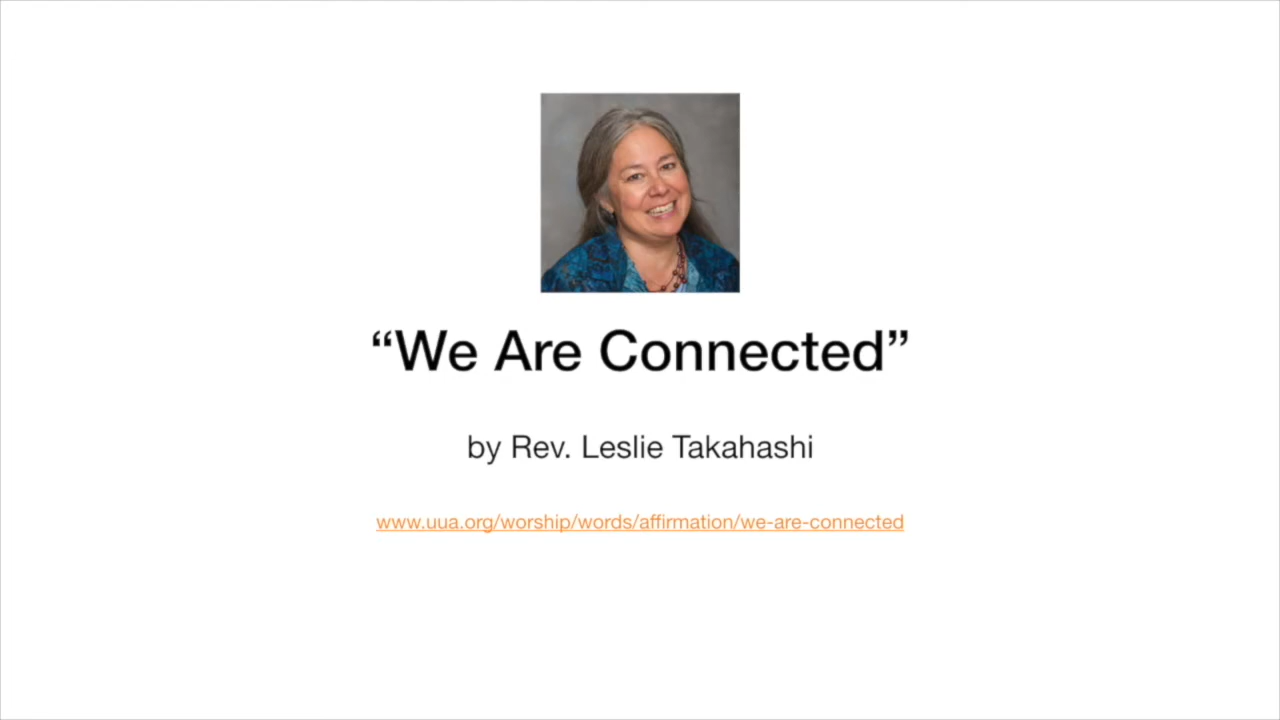 “We Are Connected”
by Rev. Leslie Takahashi
www.uua.org/worship/words/affirmation/we-are-connected